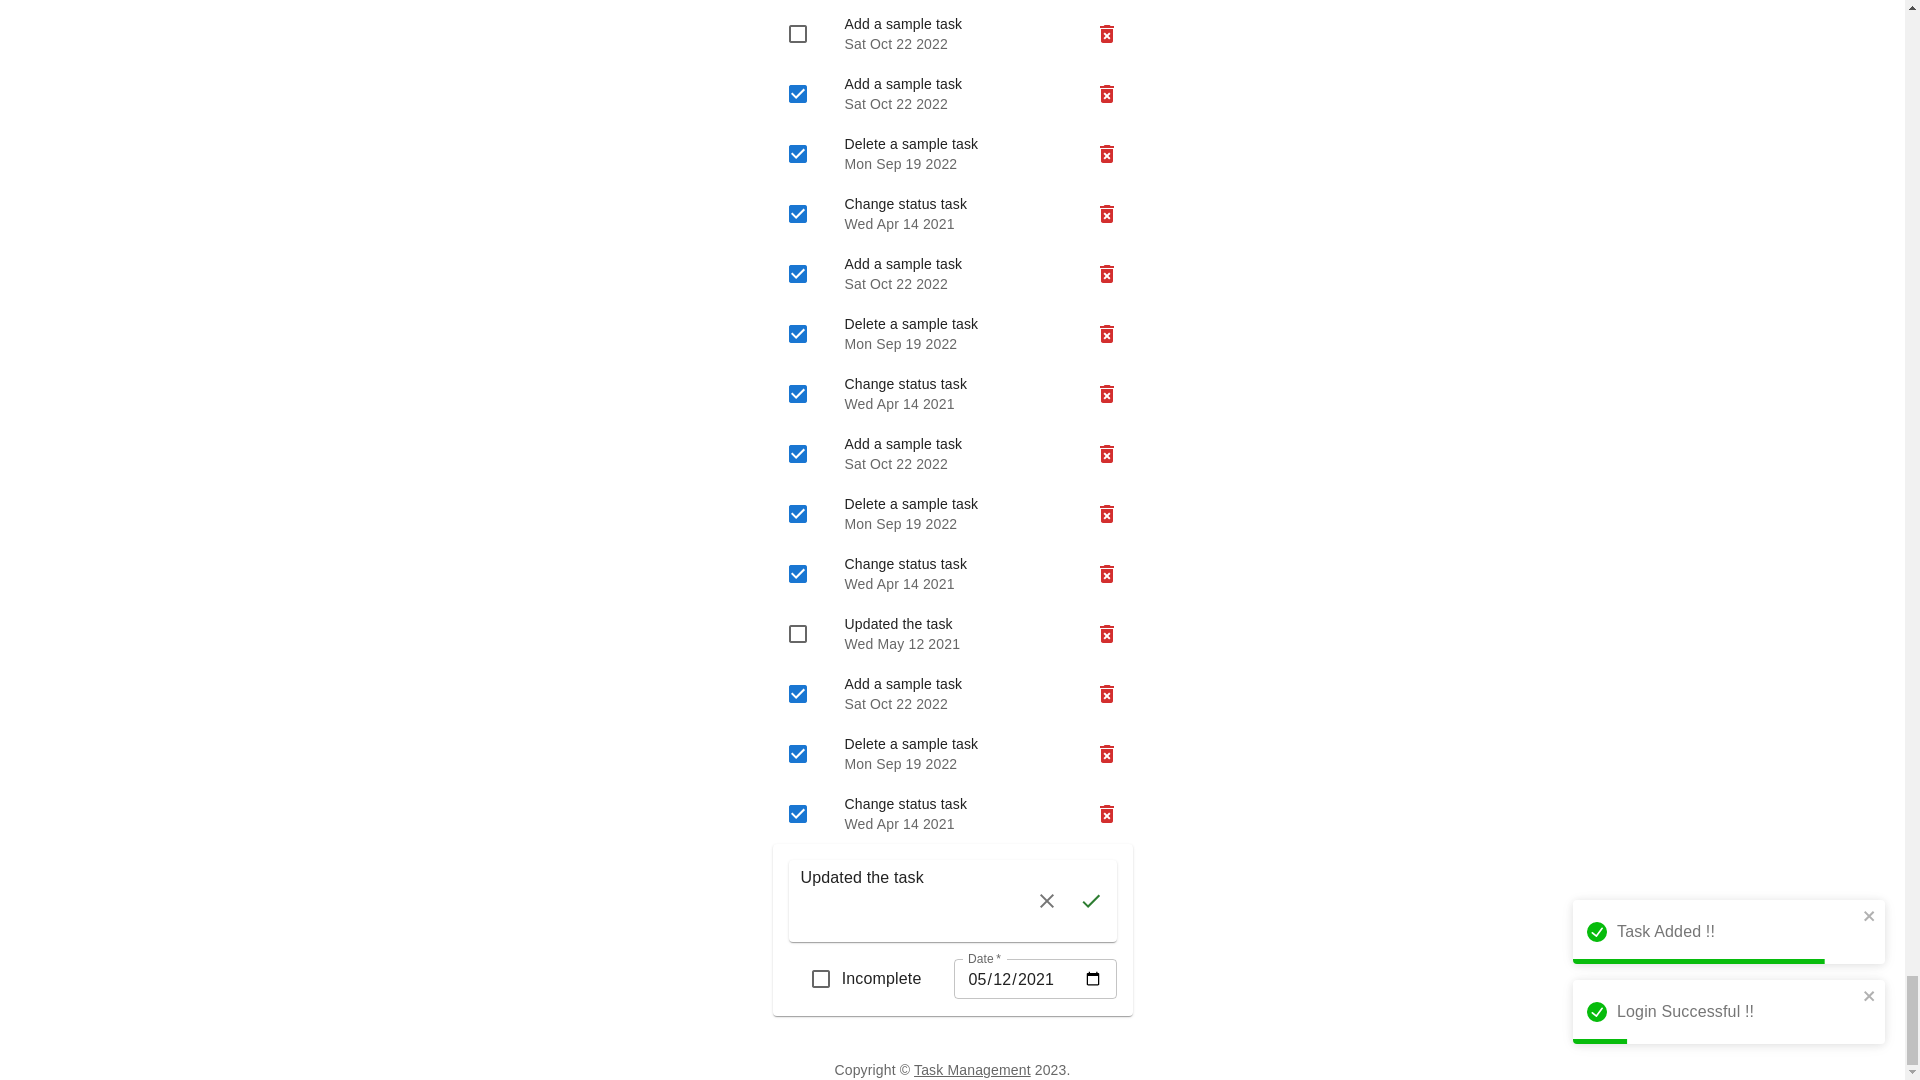 Add a sample task
Sat Oct 22 2022
Add a sample task
Sat Oct 22 2022
Delete a sample task
Mon Sep 19 2022
Change status task
Wed Apr 14 2021
Add a sample task
Sat Oct 22 2022
Delete a sample task
Mon Sep 19 2022
Change status task
Wed Apr 14 2021
Add a sample task
Sat Oct 22 2022
Delete a sample task
Mon Sep 19 2022
Change status task
Wed Apr 14 2021
Updated the task
Wed May 12 2021
Add a sample task
Sat Oct 22 2022
Delete a sample task
Mon Sep 19 2022
Change status task
Wed Apr 14 2021
Updated the task
Incomplete
Date *
05/12/2021
Task Added !!
Login Successful !!
Copyright © Task Management 2023.